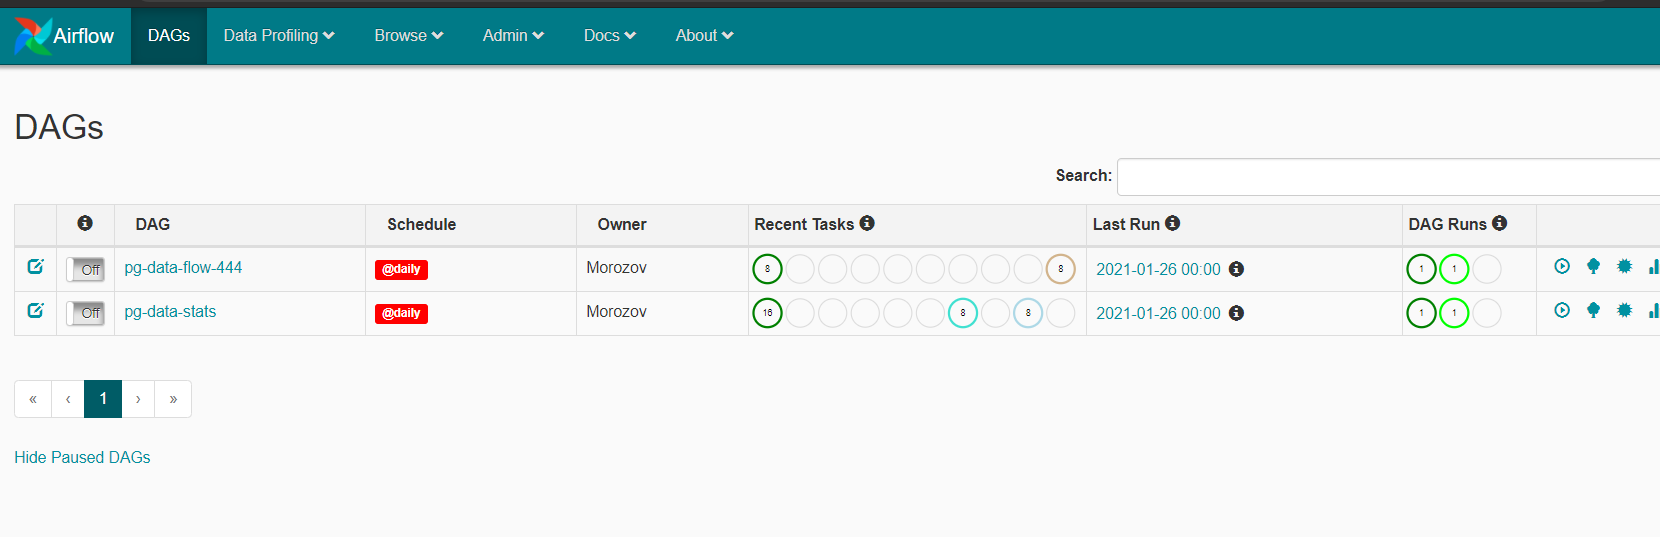 Airflow DAGs Data Profiling Browse Admin Docs About
DAGs
Search:
DAG Schedule Owner Recent Tasks Last Run DAG Runs
Off pg-data-flow-444 @daily Morozov 8 8 2021-01-26 00:00 1 1
Off pg-data-stats @daily Morozov 16 8 8 2021-01-26 00:00 1 1
« ‹ 1 › »
Hide Paused DAGs